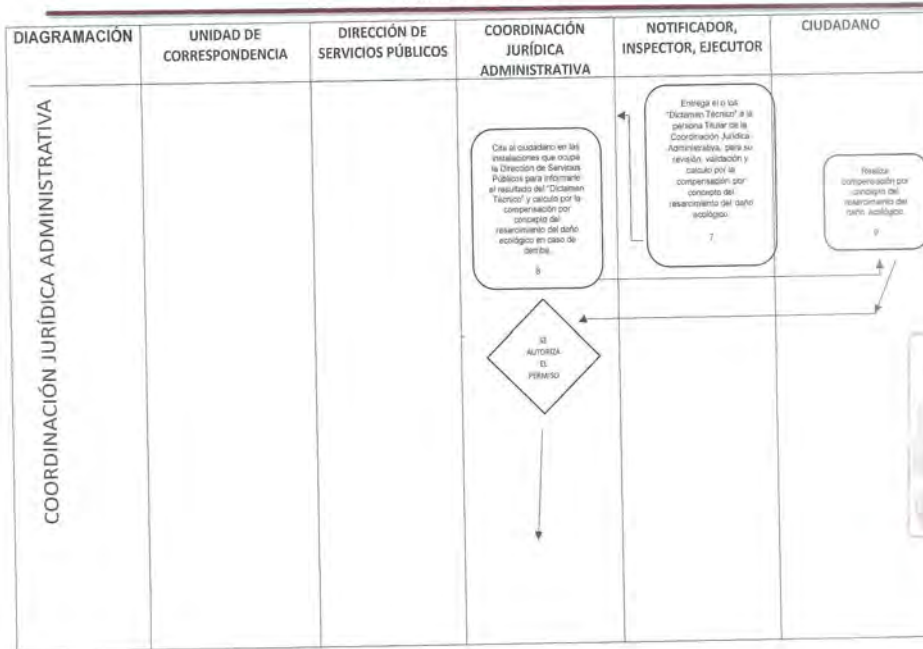 DIAGRAMACIÓN
UNIDAD DE
CORRESPONDENCIA
DIRECCIÓN DE
SERVICIOS PÚBLICOS
COORDINACIÓN
JURÍDICA
ADMINISTRATIVA
NOTIFICADOR,
INSPECTOR, EJECUTOR
CIUDADANO
COORDINACIÓN JURÍDICA ADMINISTRATIVA
Cita al ciudadano en las
instalaciones que ocupa
la Dirección de Servicios
Públicos para informarle
el resultado del "Dictamen
Técnico" y calculo por la
compensación por
concepto del
resarcimiento del daño
ecológico en caso de
derribe.
8
Entrega el o los
"Dictamen Técnico" a la
persona Titular de la
Coordinación Jurídica
Administrativa, para su
revisión, validación y
calculo por la
compensación por
concepto del
resarcimiento del daño
ecológico.
7
Realiza
compensación por
concepto del
resarcimiento del
daño ecológico
9
SE
AUTORIZA
EL
PERMISO